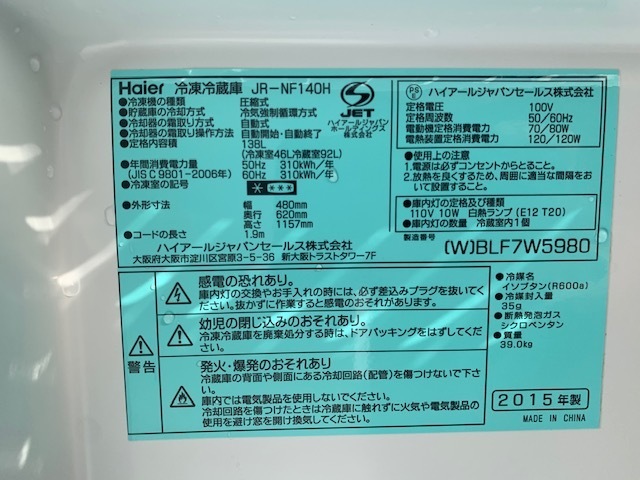 Haier 冷凍冷蔵庫 JR-NF140H
●冷凍機の種類 圧縮式
●貯蔵庫の冷却方式 冷気強制循環方式
●冷却器の霜取り方式 自動式
●冷却器の霜取り操作方法 自動開始・自動終了
●定格内容積 138L
(冷凍室46L冷蔵室92L)
●年間消費電力量 50Hz 310kWh/年
(JIS C 9801-2006年) 60Hz 310kWh/年
●冷凍室の記号 * ***
●外形寸法 幅 480mm
奥行 620mm
高さ 1157mm
●コードの長さ 1.9m
ハイアールジャパンセールス株式会社
大阪府大阪市淀川区宮原3-5-36 新大阪トラストタワー7F
S
JET
ハイアールジャパン
ホールディングス
株式会社
PS
E
ハイアールジャパンセールス株式会社
定格電圧 100V
定格周波数 50/60Hz
電動機定格消費電力 70/80W
電熱装置定格消費電力 120/120W
●使用上の注意
1.電源は必ずコンセントからとること。
2.放熱を良くするため、周囲に適当な間隔をおいて設置すること。
●庫内灯の定格及び種類
110V 10W 白熱ランプ(E12 T20)
●庫内灯の数量 冷蔵室内1個
製造番号: (W)BLF7W5980
警告
感電の恐れあり。
庫内灯の交換やお手入れの時には、必ず差込みプラグを抜いて
ください。抜かずに作業すると感電する恐れがあります。
幼児の閉じ込みのおそれあり。
冷凍冷蔵庫を廃棄処分する時は、ドアパッキングをはずしてくだ
さい。
発火・爆発のおそれあり
冷蔵庫の背面や側面にある冷却回路(配管)を傷つけないで下
さい。
庫内では電気製品を使用しないでください。
冷却回路を傷つけたときは冷蔵庫に触れずに火気や電気製品
の使用を避け窓を開けて下さい。
●冷媒名
イソブタン(R600a)
●冷媒封入量
35g
●断熱発泡ガス
シクロペンタン
●質量
39.0kg
2015年製
MADE IN CHINA